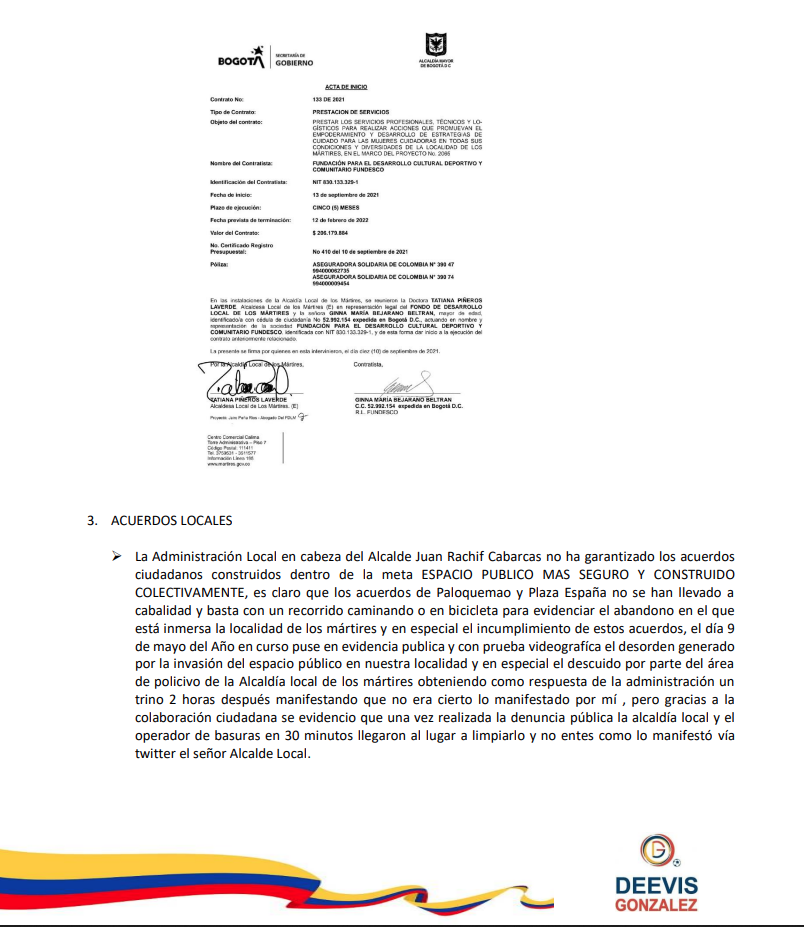 BOGOTÁ
SECRETARÍA DE
GOBIERNO
ALCALDÍA MAYOR
DE BOGOTÁ D.C.
ACTA DE INICIO
Contrato No: 133 DE 2021
Tipo de Contrato: PRESTACION DE SERVICIOS
Objeto del contrato: PRESTAR LOS SERVICIOS PROFESIONALES, TÉCNICOS Y LO-
GÍSTICOS PARA REALIZAR ACCIONES QUE PROMUEVAN EL
EMPODERAMIENTO Y DESARROLLO DE ESTRATEGIAS DE
CUIDADO PARA LAS MUJERES CUIDADORAS EN TODAS SUS
CONDICIONES Y DIVERSIDADES DE LA LOCALIDAD DE LOS
MÁRTIRES, EN EL MARCO DEL PROYECTO No. 2065
Nombre del Contratista: FUNDACIÓN PARA EL DESARROLLO CULTURAL DEPORTIVO Y
COMUNITARIO FUNDESCO
Identificación del Contratista: NIT 830.133.329-1
Fecha de inicio: 13 de septiembre de 2021
Plazo de ejecución: CINCO (5) MESES
Fecha prevista de terminación: 12 de febrero de 2022
Valor del Contrato: $ 206.179.884
No. Certificado Registro
Presupuestal: No 410 del 10 de septiembre de 2021
Póliza: ASEGURADORA SOLIDARIA DE COLOMBIA N° 390 47
994000062735
ASEGURADORA SOLIDARIA DE COLOMBIA N° 390 74
994000009454
En las instalaciones de la Alcaldía Local de los Mártires, se reunieron la Doctora TATIANA PIÑEROS
LAVERDE, Alcaldesa Local de los Mártires (E) en representación legal del FONDO DE DESARROLLO
LOCAL DE LOS MÁRTIRES y la señora GINNA MARÍA BEJARANO BELTRAN, mayor de edad,
identificado/a con cédula de ciudadanía No 52.992.154 expedida en Bogotá D.C., actuando en nombre y
representación de la sociedad FUNDACIÓN PARA EL DESARROLLO CULTURAL DEPORTIVO Y
COMUNITARIO FUNDESCO, identificada con NIT 830.133.329-1, y de esta forma dar inicio a la ejecución del
contrato anteriormente relacionado.
La presente se firma por quienes en esta intervinieron, el día diez (10) de septiembre de 2021.
Por la Alcaldía Local de los Mártires, Contratista,
TATIANA PIÑEROS LAVERDE GINNA MARÍA BEJARANO BELTRAN
Alcaldesa Local de Los Mártires. (E) C.C. 52.992.154 expedida en Bogotá D.C.
R.L. FUNDESCO
Proyectó: Jairo Peña Ríos - Abogado Del FDLM
Centro Comercial Calima
Torre Administrativa – Piso 7
Código Postal: 111411
Tel. 3759531 - 3511577
Información Línea 195
www.martires.gov.co
3. ACUERDOS LOCALES
➢ La Administración Local en cabeza del Alcalde Juan Rachif Cabarcas no ha garantizado los acuerdos
ciudadanos construidos dentro de la meta ESPACIO PUBLICO MAS SEGURO Y CONSTRUIDO
COLECTIVAMENTE, es claro que los acuerdos de Paloquemao y Plaza España no se han llevado a
cabalidad y basta con un recorrido caminando o en bicicleta para evidenciar el abandono en el que
está inmersa la localidad de los mártires y en especial el incumplimiento de estos acuerdos, el día 9
de mayo del Año en curso puse en evidencia publica y con prueba videografíca el desorden generado
por la invasión del espacio público en nuestra localidad y en especial el descuido por parte del área
de policivo de la Alcaldía local de los mártires obteniendo como respuesta de la administración un
trino 2 horas después manifestando que no era cierto lo manifestado por mí , pero gracias a la
colaboración ciudadana se evidencio que una vez realizada la denuncia pública la alcaldía local y el
operador de basuras en 30 minutos llegaron al lugar a limpiarlo y no entes como lo manifestó vía
twitter el señor Alcalde Local.
DEEVIS
GONZALEZ